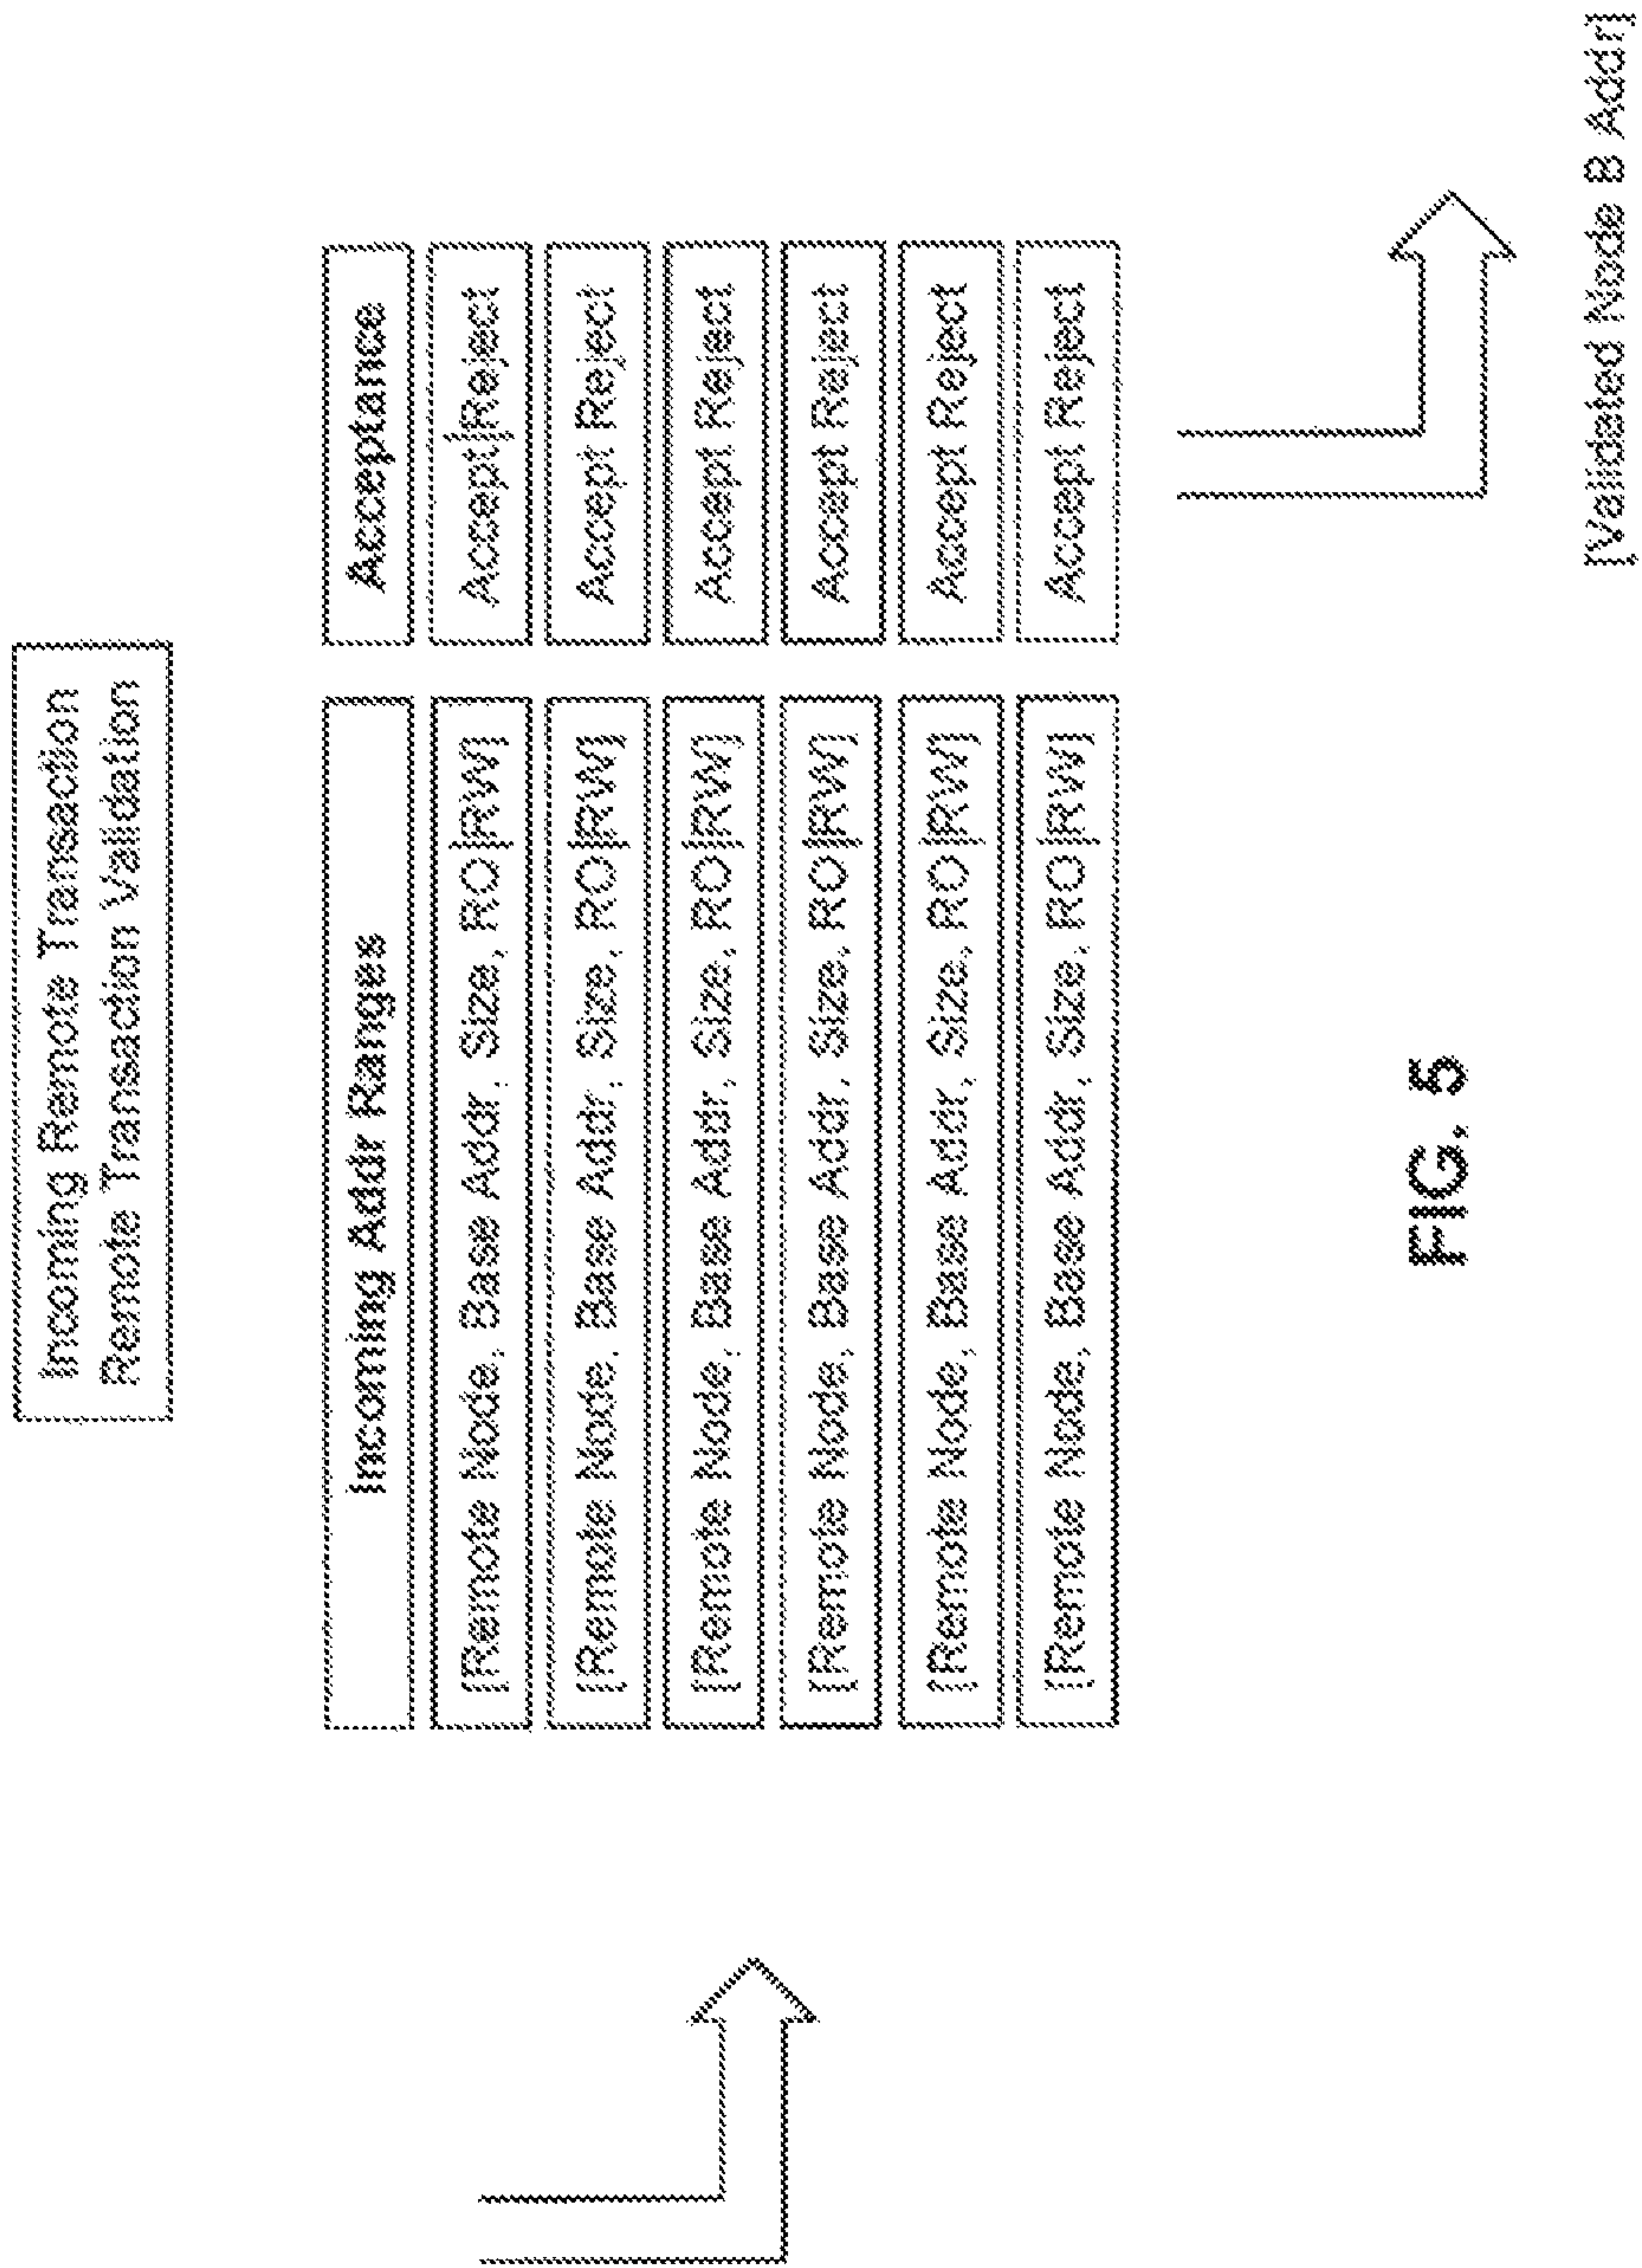 Incoming Remote Transaction
Remote Transaction Validation
Incoming Addr Ranges Acceptance
[Remote Node, Base Addr, Size, RO|RW] Accept|Reject
[Remote Node, Base Addr, Size, RO|RW] Accept Reject
[Remote Node, Base Addr, Size, RO|RW] Accept Reject
[Remote Node, Base Addr, Size, RO|RW] Accept Reject
[Remote Node, Base Addr, Size, RO|RW] Accept Reject
[Remote Node, Base Addr, Size, RO|RW] Accept Reject
FIG. 5
[Validated Node 8 Addr]